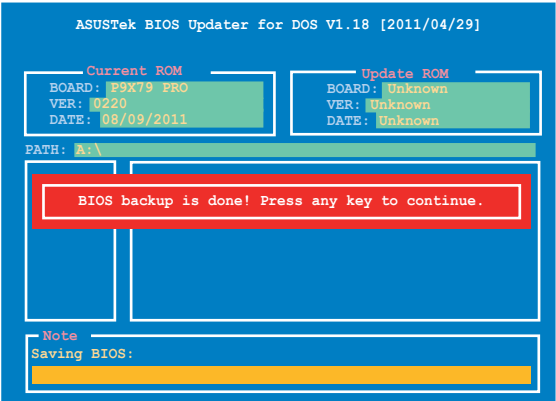 ASUSTek BIOS Updater for DOS V1.18 [2011/04/29]
Current ROM
BOARD: P9X79 PRO
VER: 0220
DATE: 08/09/2011
Update ROM
BOARD: Unknown
VER: Unknown
DATE: Unknown
PATH: A:\
BIOS backup is done! Press any key to continue.
Note
Saving BIOS: